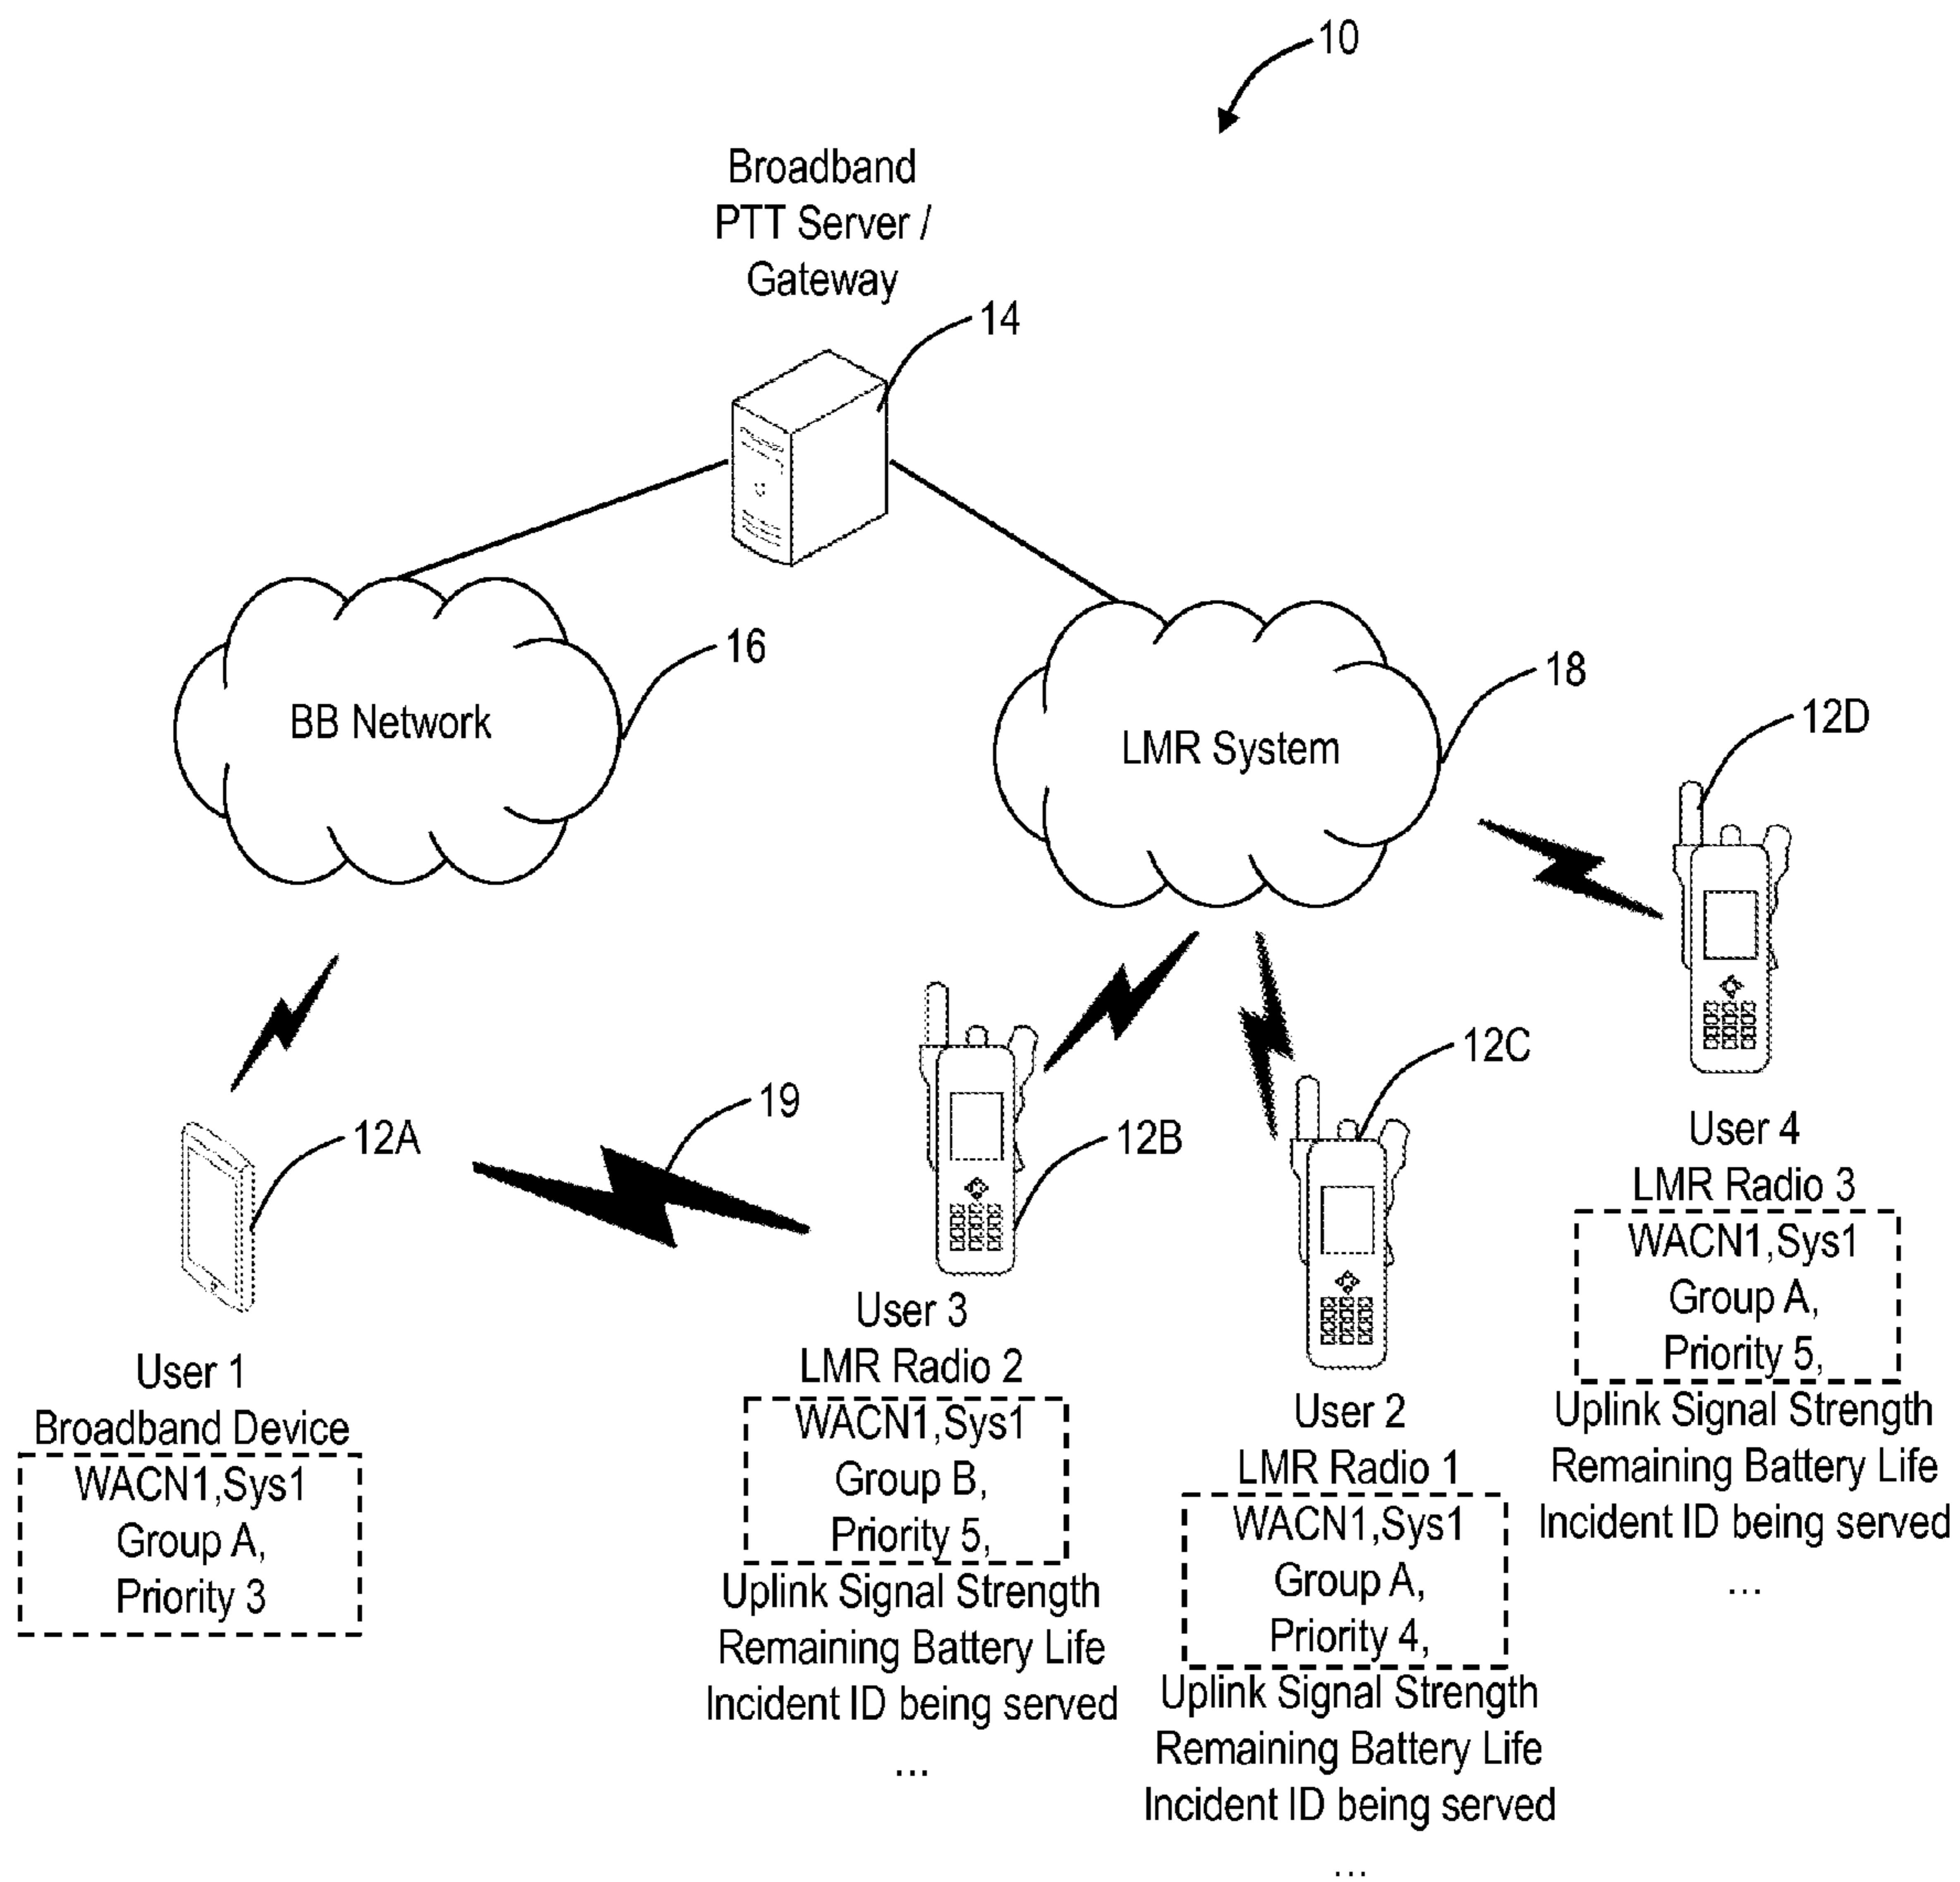 10
Broadband
PTT Server /
Gateway
14
16
BB Network
18
LMR System
12D
12C
19
12A
12B
User 1
Broadband Device
WACN1,Sys1
Group A,
Priority 3
User 3
LMR Radio 2
WACN1,Sys1
Group B,
Priority 5,
Uplink Signal Strength
Remaining Battery Life
Incident ID being served
...
User 2
LMR Radio 1
WACN1,Sys1
Group A,
Priority 4,
Uplink Signal Strength
Remaining Battery Life
Incident ID being served
...
User 4
LMR Radio 3
WACN1,Sys1
Group A,
Priority 5,
Uplink Signal Strength
Remaining Battery Life
Incident ID being served
...